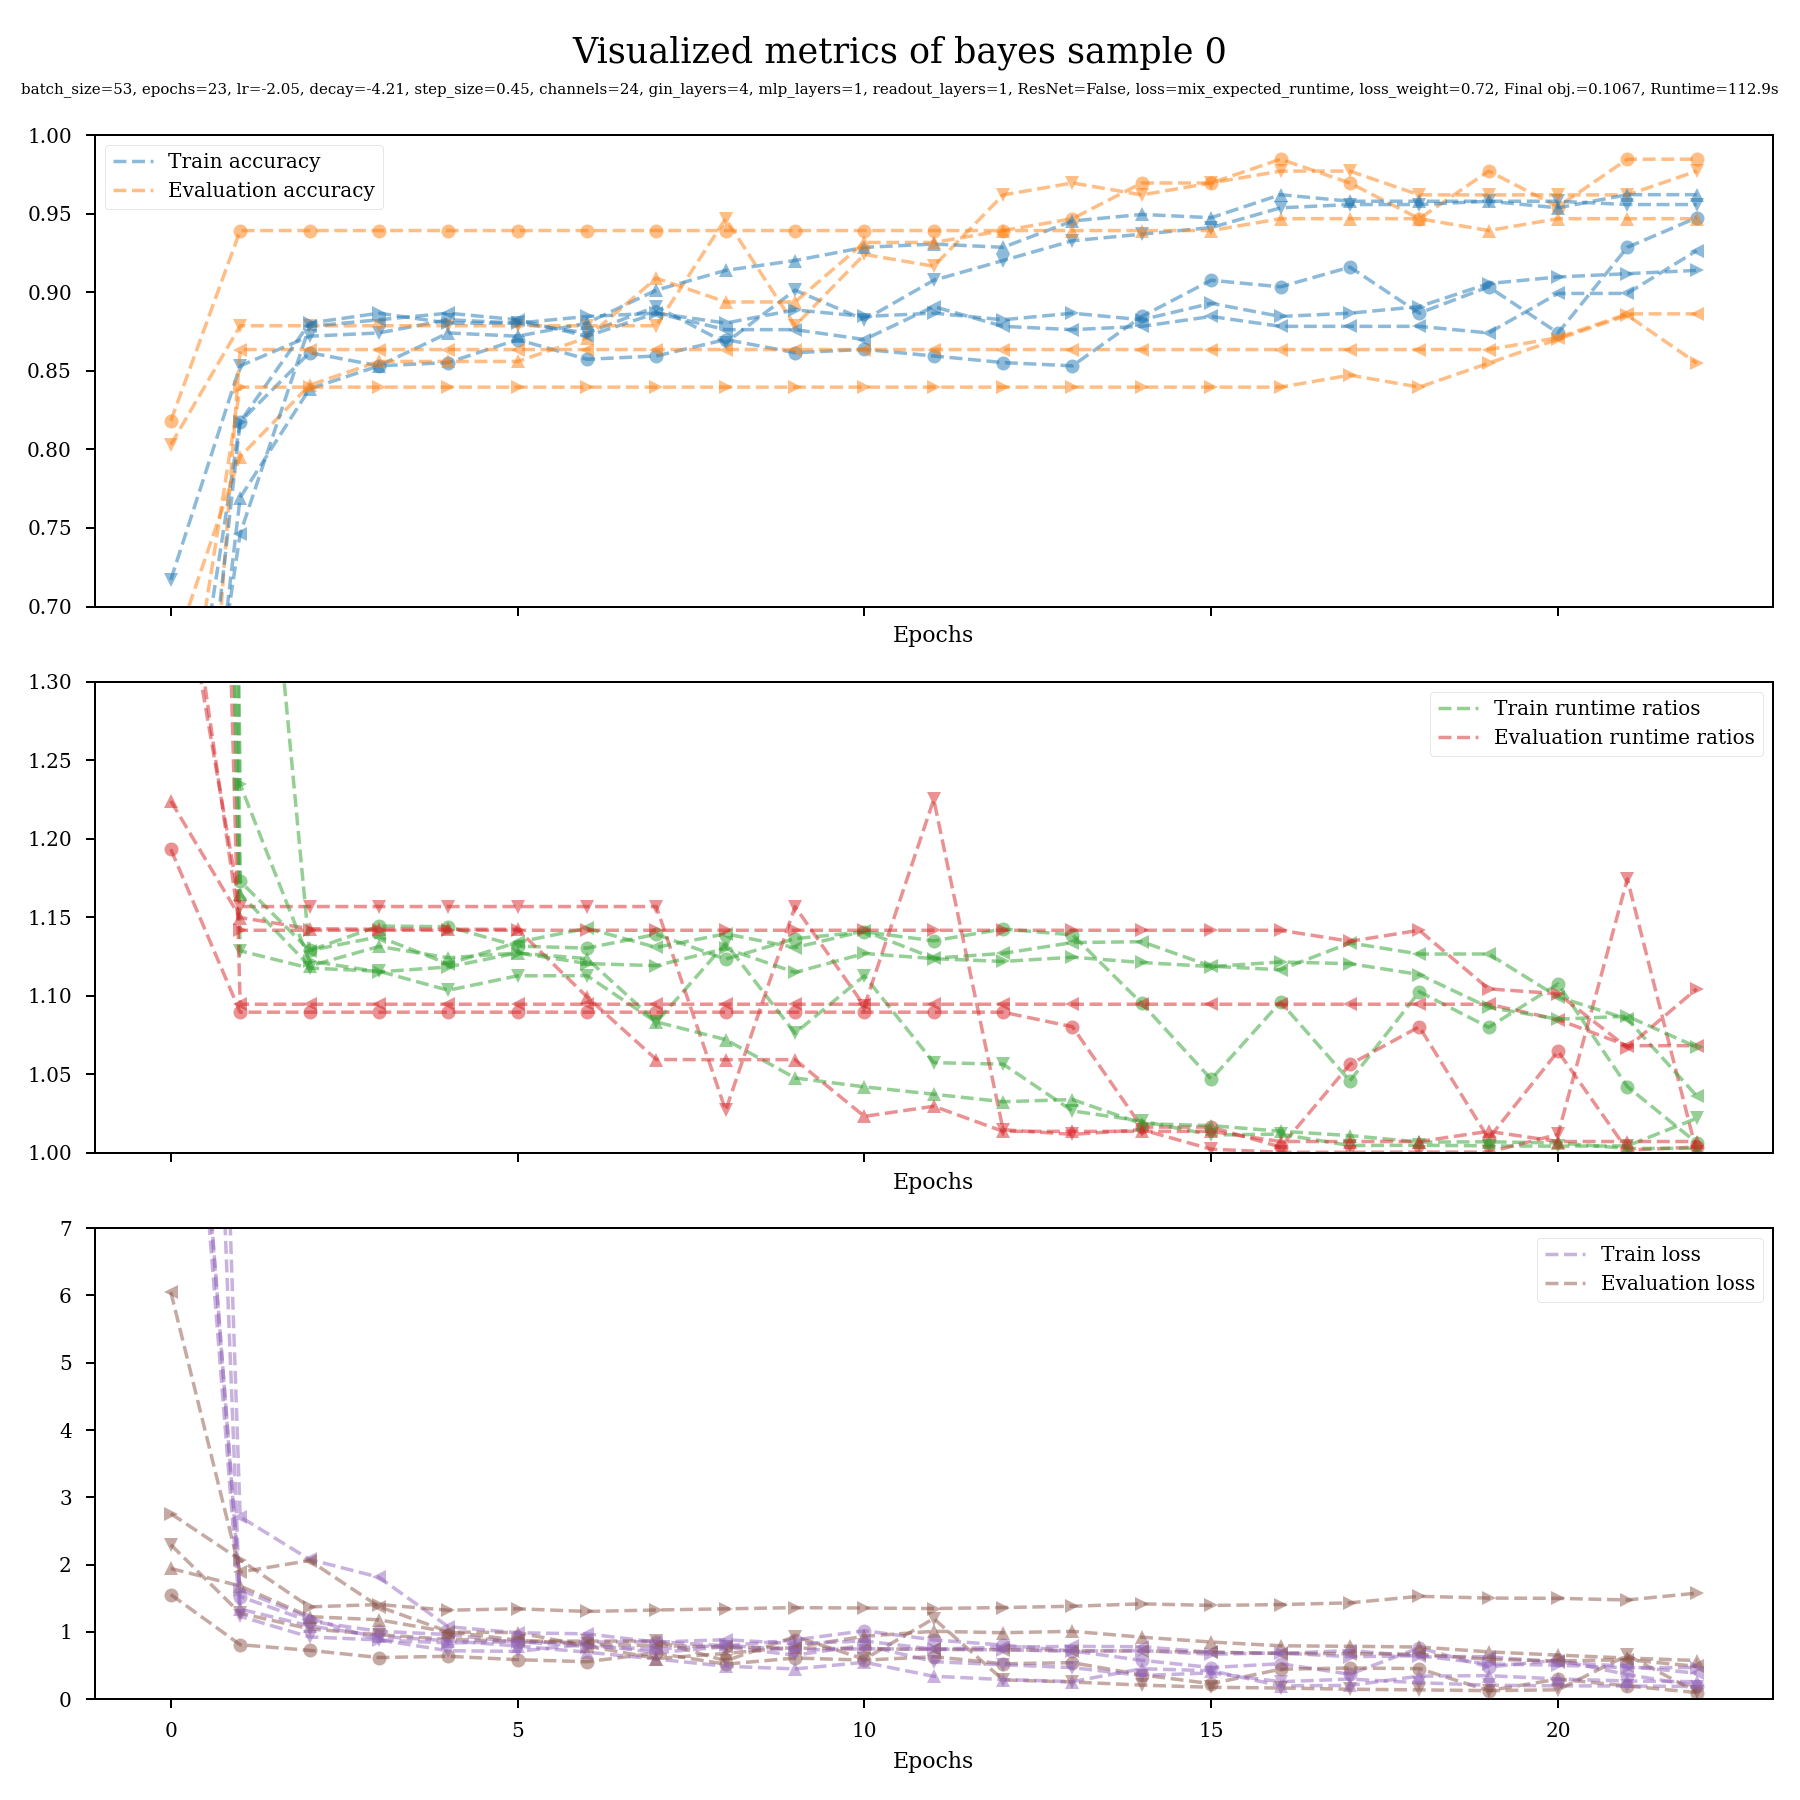 Visualized metrics of bayes sample 0
batch_size=53, epochs=23, lr=-2.05, decay=-4.21, step_size=0.45, channels=24, gin_layers=4, mlp_layers=1, readout_layers=1, ResNet=False, loss=mix_expected_runtime, loss_weight=0.72, Final obj.=0.1067, Runtime=112.9s
1.00
0.95
0.90
0.85
0.80
0.75
0.70
Train accuracy
Evaluation accuracy
Epochs
1.30
1.25
1.20
1.15
1.10
1.05
1.00
Train runtime ratios
Evaluation runtime ratios
Epochs
7
6
5
4
3
2
1
0
Train loss
Evaluation loss
0 5 10 15 20
Epochs